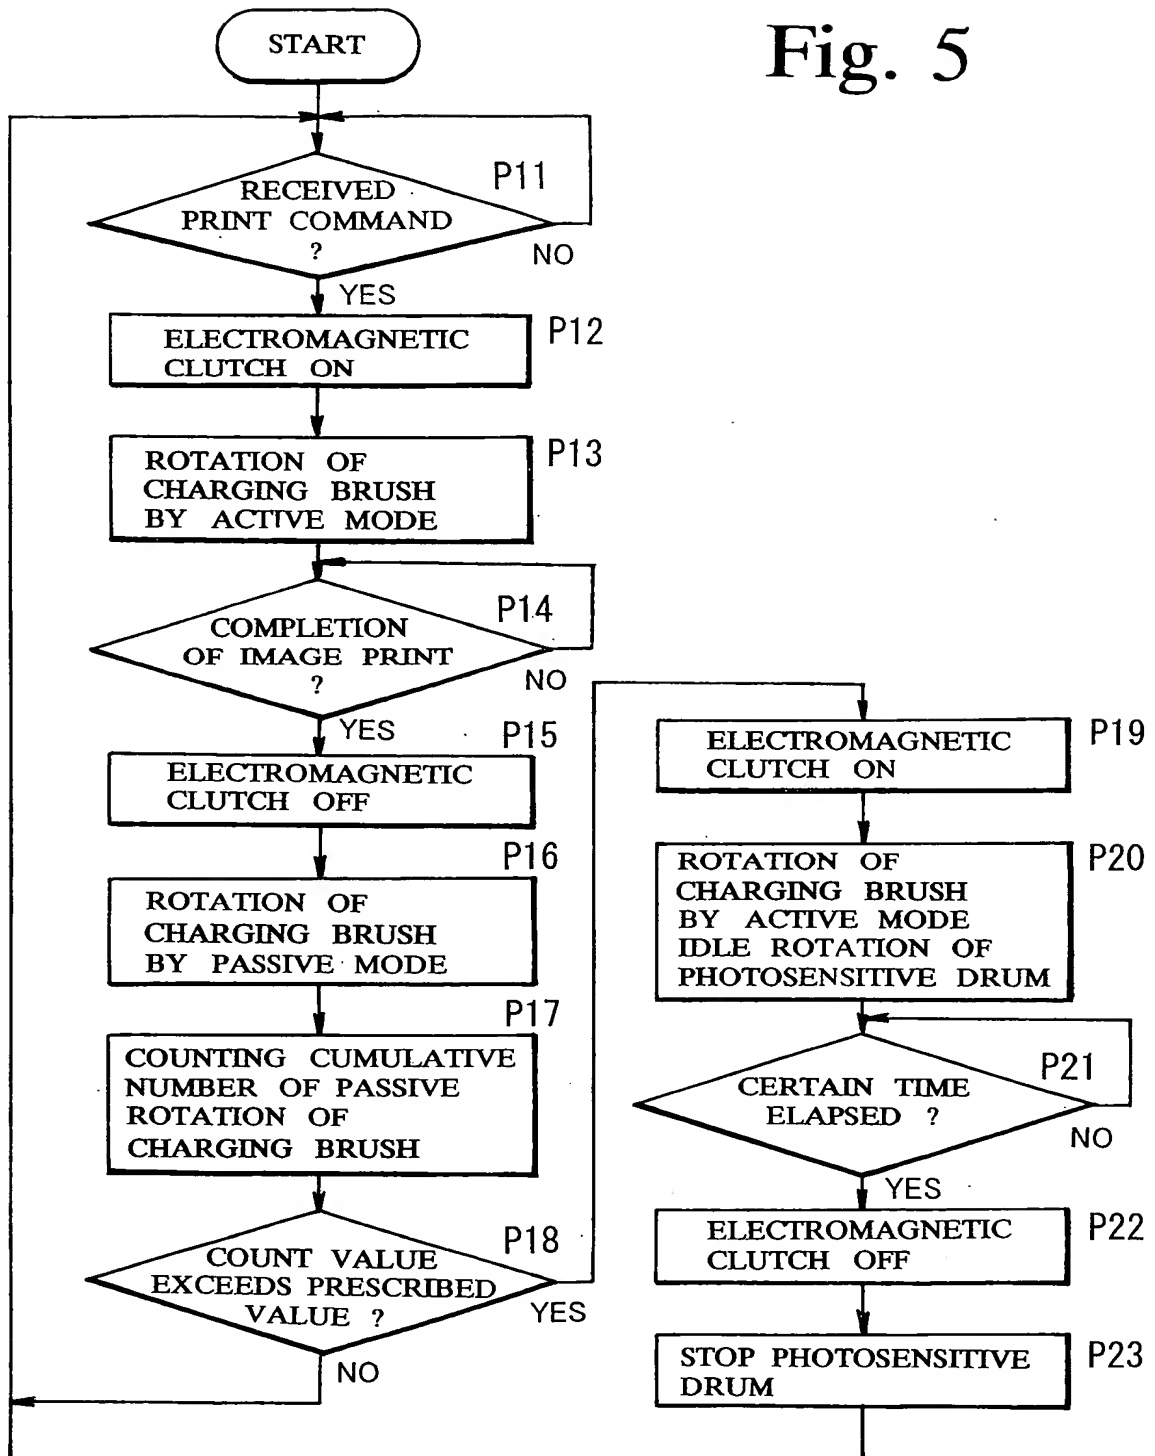 Fig. 5
START
P11
RECEIVED
PRINT COMMAND
?
NO
YES
P12
ELECTROMAGNETIC
CLUTCH ON
P13
ROTATION OF
CHARGING BRUSH
BY ACTIVE MODE
P14
COMPLETION
OF IMAGE PRINT
?
NO
YES
P15
ELECTROMAGNETIC
CLUTCH OFF
P16
ROTATION OF
CHARGING BRUSH
BY PASSIVE MODE
P17
COUNTING CUMULATIVE
NUMBER OF PASSIVE
ROTATION OF
CHARGING BRUSH
P18
COUNT VALUE
EXCEEDS PRESCRIBED
VALUE ?
YES
NO
P19
ELECTROMAGNETIC
CLUTCH ON
P20
ROTATION OF
CHARGING BRUSH
BY ACTIVE MODE
IDLE ROTATION OF
PHOTOSENSITIVE DRUM
P21
CERTAIN TIME
ELAPSED ?
NO
YES
P22
ELECTROMAGNETIC
CLUTCH OFF
P23
STOP PHOTOSENSITIVE
DRUM